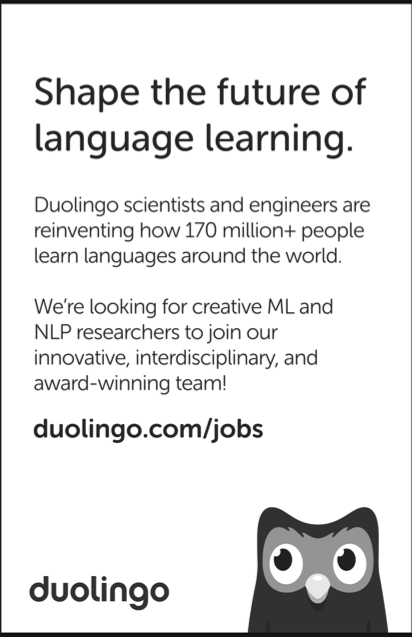 Shape the future of
language learning.
Duolingo scientists and engineers are
reinventing how 170 million+ people
learn languages around the world.
We’re looking for creative ML and
NLP researchers to join our
innovative, interdisciplinary, and
award-winning team!
duolingo.com/jobs
duolingo